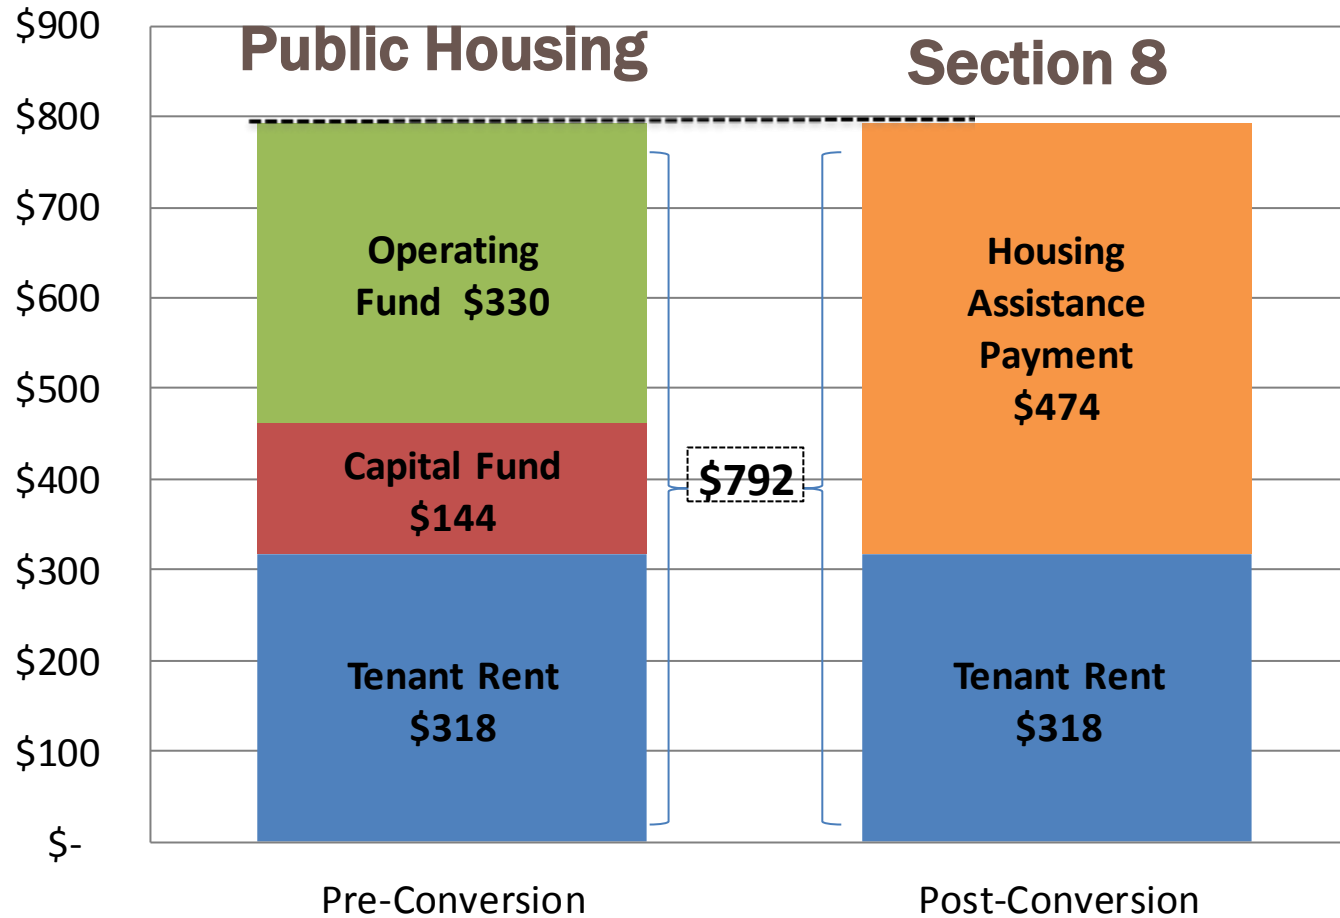 Public Housing
Section 8
$900
$800
$700
$600
$500
$400
$300
$200
$100
$-
Operating
Fund $330
Capital Fund
$144
Tenant Rent
$318
$792
Housing
Assistance
Payment
$474
Tenant Rent
$318
Pre-Conversion
Post-Conversion